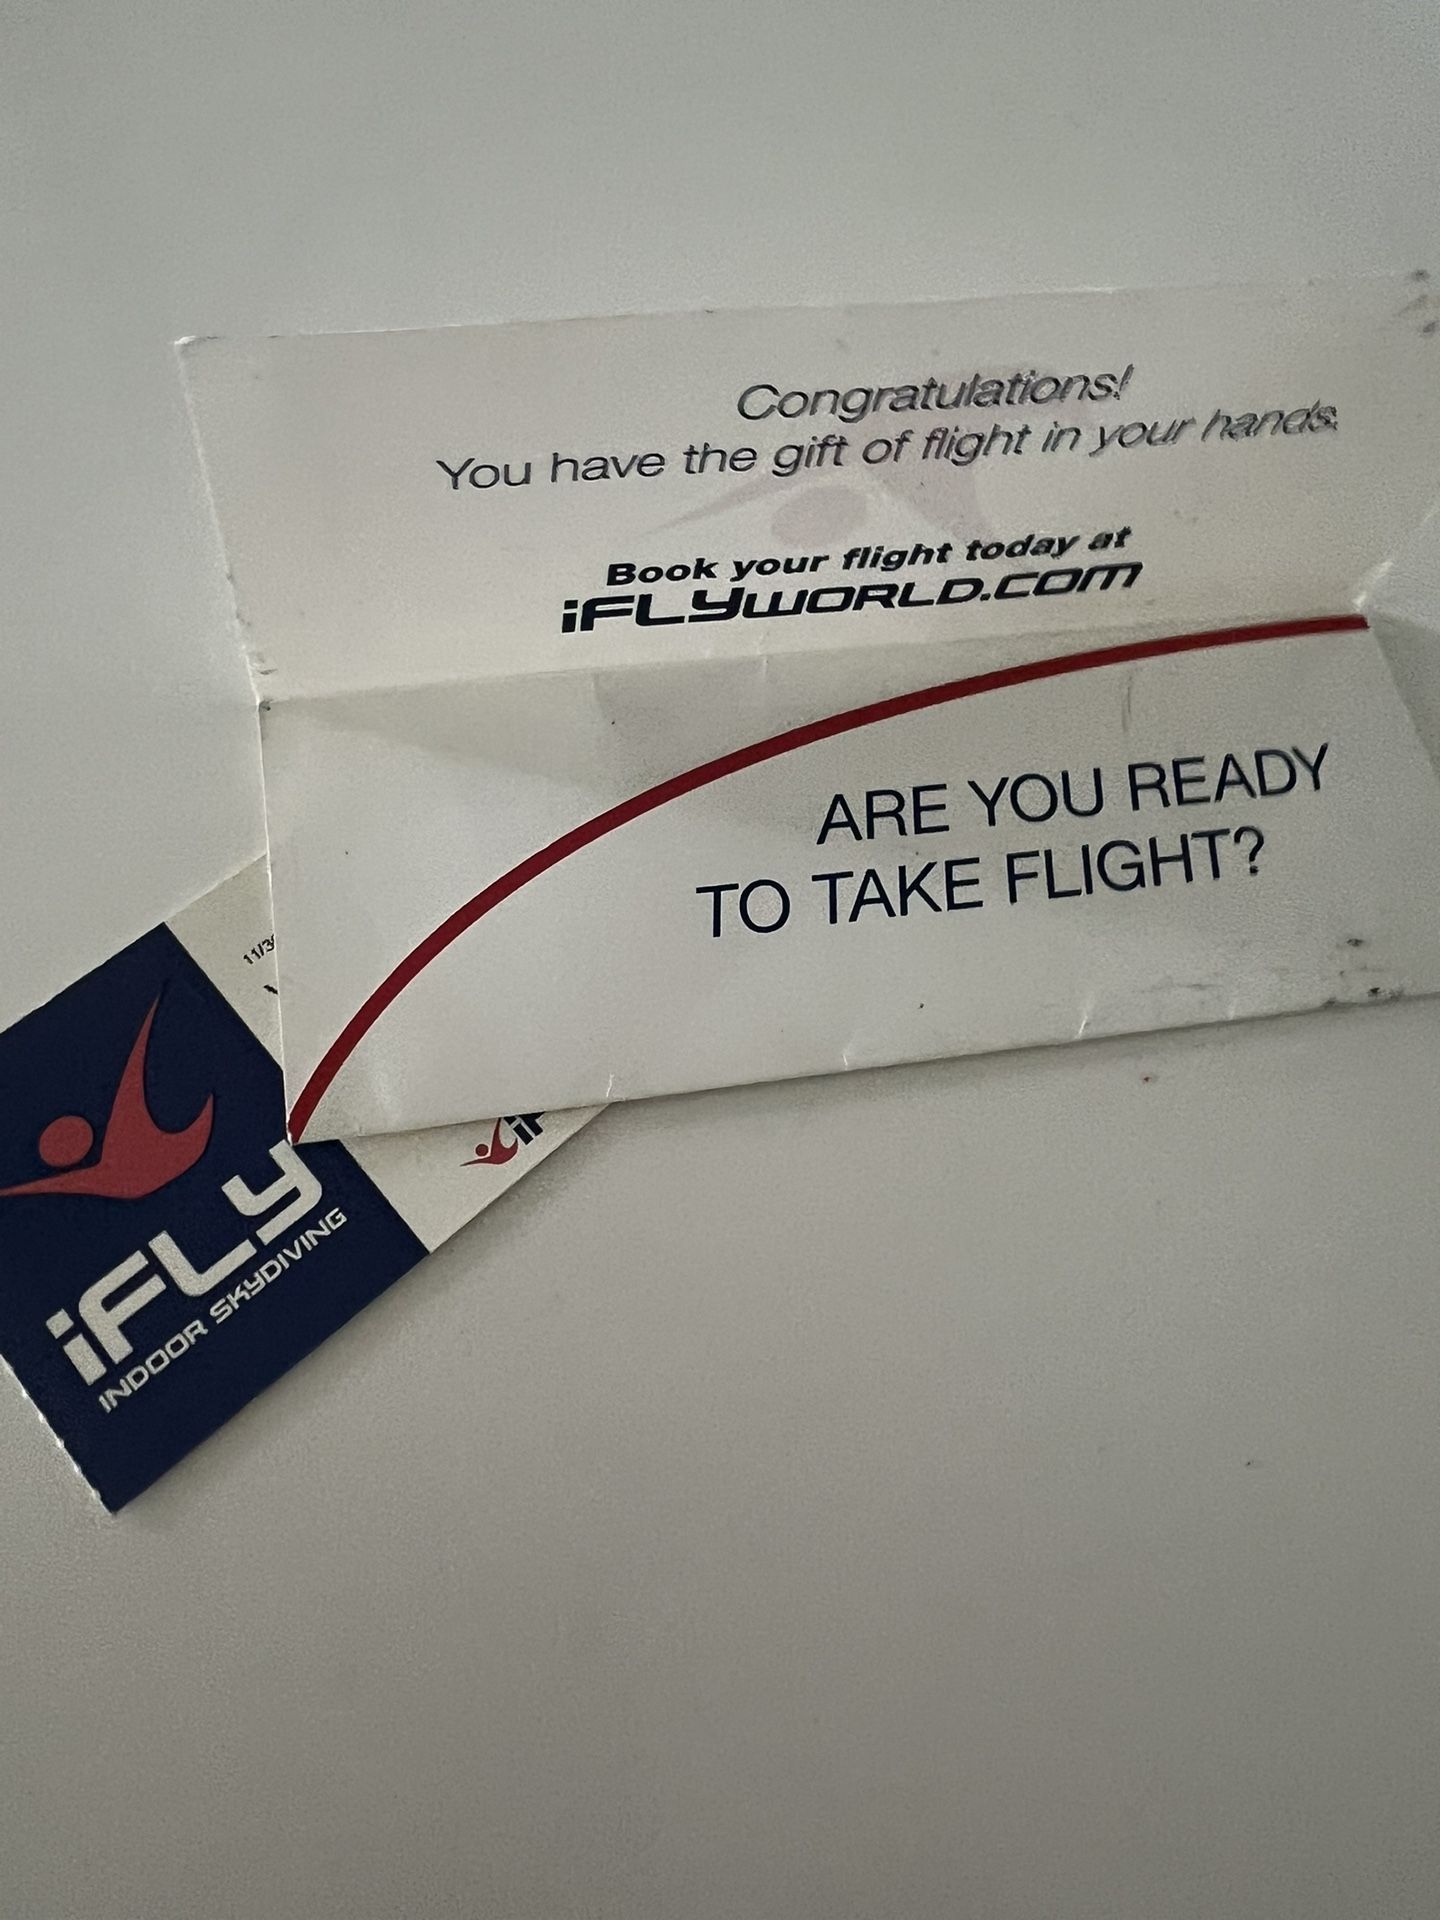 Congratulations!
You have the gift of flight in your hands.
Book your flight today at
iFLYWORLD.COM
ARE YOU READY
TO TAKE FLIGHT?
iFLY
INDOOR SKYDIVING